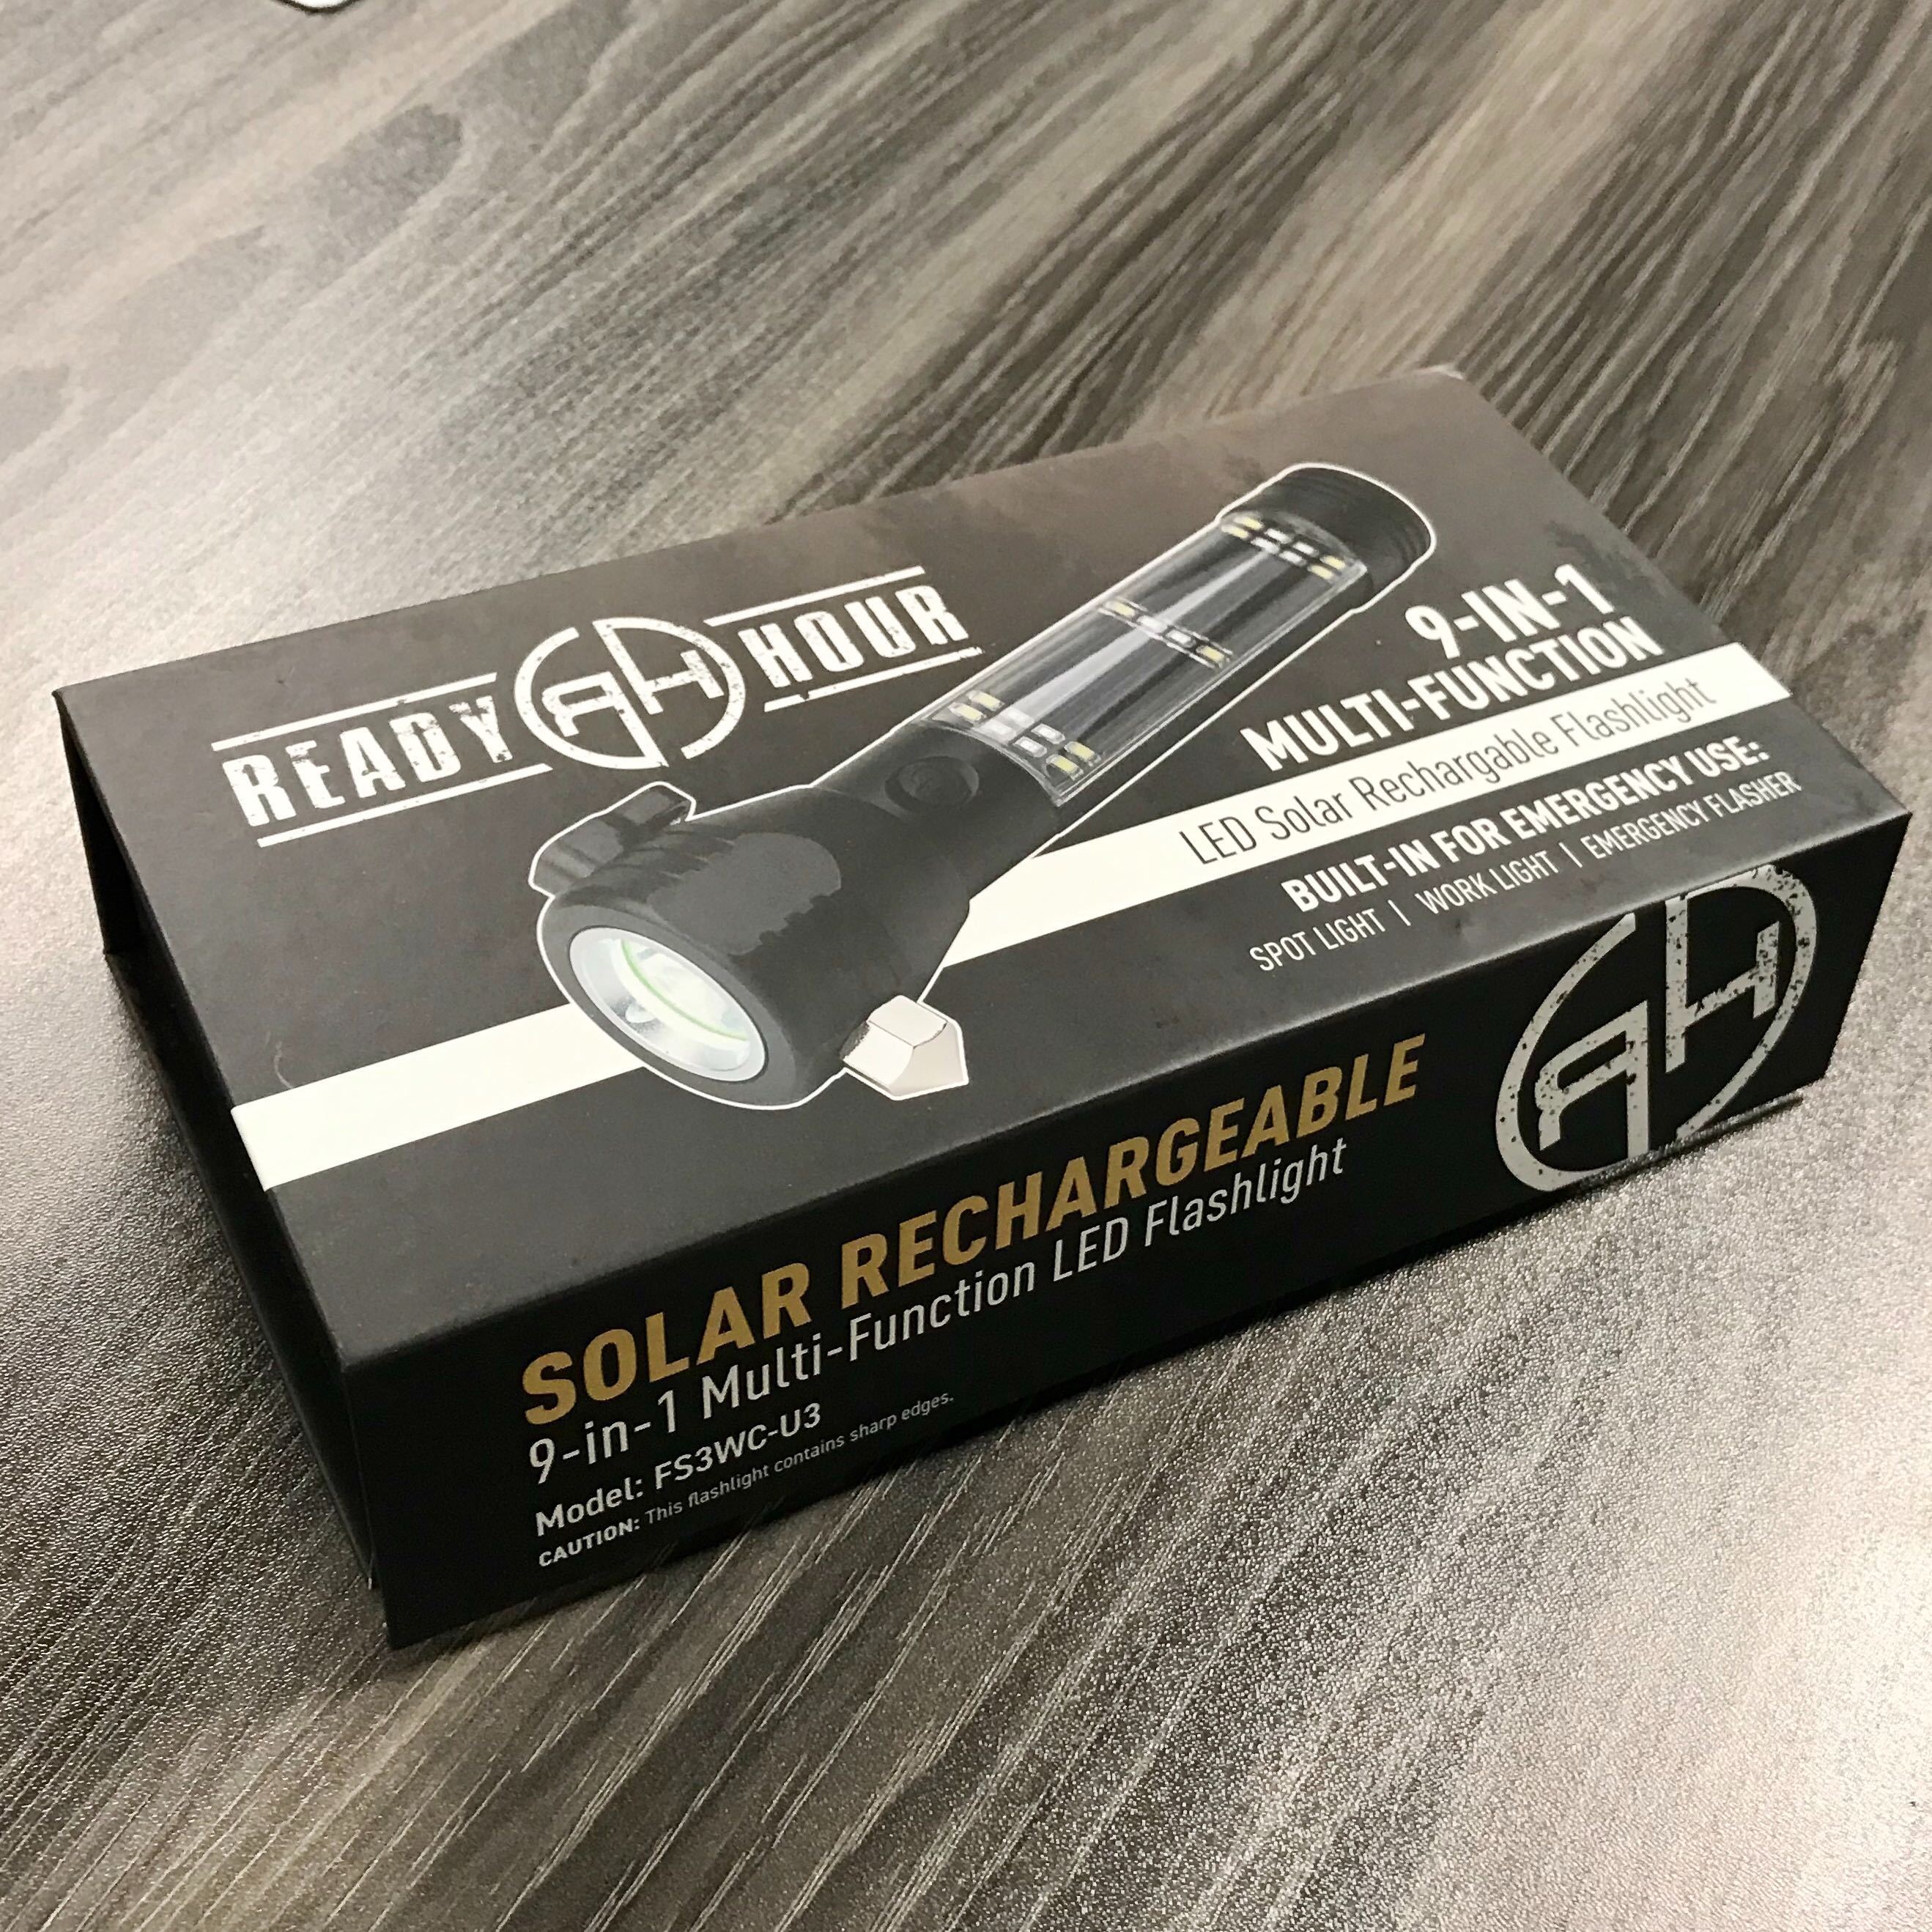 READY RH HOUR
9-IN-1
MULTI-FUNCTION
LED Solar Rechargable Flashlight
BUILT-IN FOR EMERGENCY USE:
SPOT LIGHT | WORK LIGHT | EMERGENCY FLASHER
RH
SOLAR RECHARGEABLE
9-in-1 Multi-Function LED Flashlight
Model: FS3WC-U3
CAUTION: This flashlight contains sharp edges.